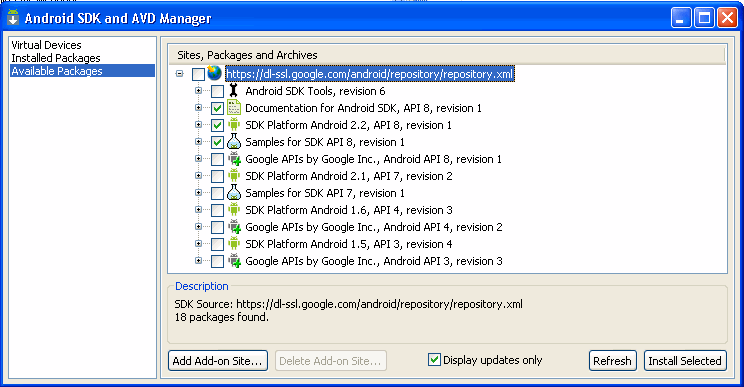 Android SDK and AVD Manager
Virtual Devices
Installed Packages
Available Packages
Sites, Packages and Archives
https://dl-ssl.google.com/android/repository/repository.xml
Android SDK Tools, revision 6
Documentation for Android SDK, API 8, revision 1
SDK Platform Android 2.2, API 8, revision 1
Samples for SDK API 8, revision 1
Google APIs by Google Inc., Android API 8, revision 1
SDK Platform Android 2.1, API 7, revision 2
Samples for SDK API 7, revision 1
SDK Platform Android 1.6, API 4, revision 3
Google APIs by Google Inc., Android API 4, revision 2
SDK Platform Android 1.5, API 3, revision 4
Google APIs by Google Inc., Android API 3, revision 3
Description
SDK Source: https://dl-ssl.google.com/android/repository/repository.xml
18 packages found.
Add Add-on Site... Delete Add-on Site... Display updates only Refresh Install Selected